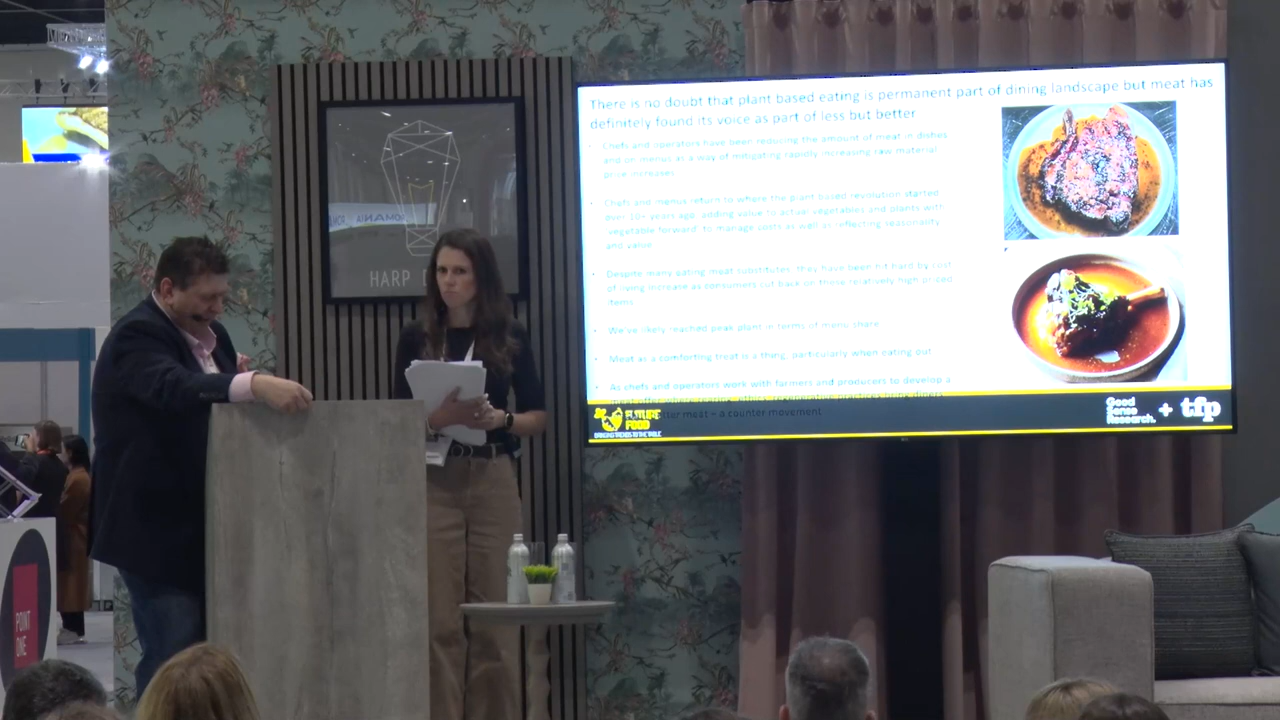 There is no doubt that plant based eating is permanent part of dining landscape but meat has
definitely found its voice as part of less but better
Chefs and operators have been reducing the amount of meat in dishes
and on menus as a way of mitigating rapidly increasing raw material
price increases
Chefs and menus return to where the plant based revolution started
over 10+ years ago, adding value to actual vegetables and plants with
'vegetable forward' to manage costs as well as reflecting seasonality
and value
Despite many eating meat substitutes, they have been hit hard by cost
of living increase as consumers cut back on these relatively high priced
items
We've likely reached peak plant in terms of menu share
Meat as a comforting treat is a thing, particularly when eating out
As chefs and operators work with farmers and producers to develop a
meat offer where
meat – a counter movement
FUTURE
FOOD
Good
Sense
Research.
+ tfp
ROMANIA
HARP
POINT
ONE